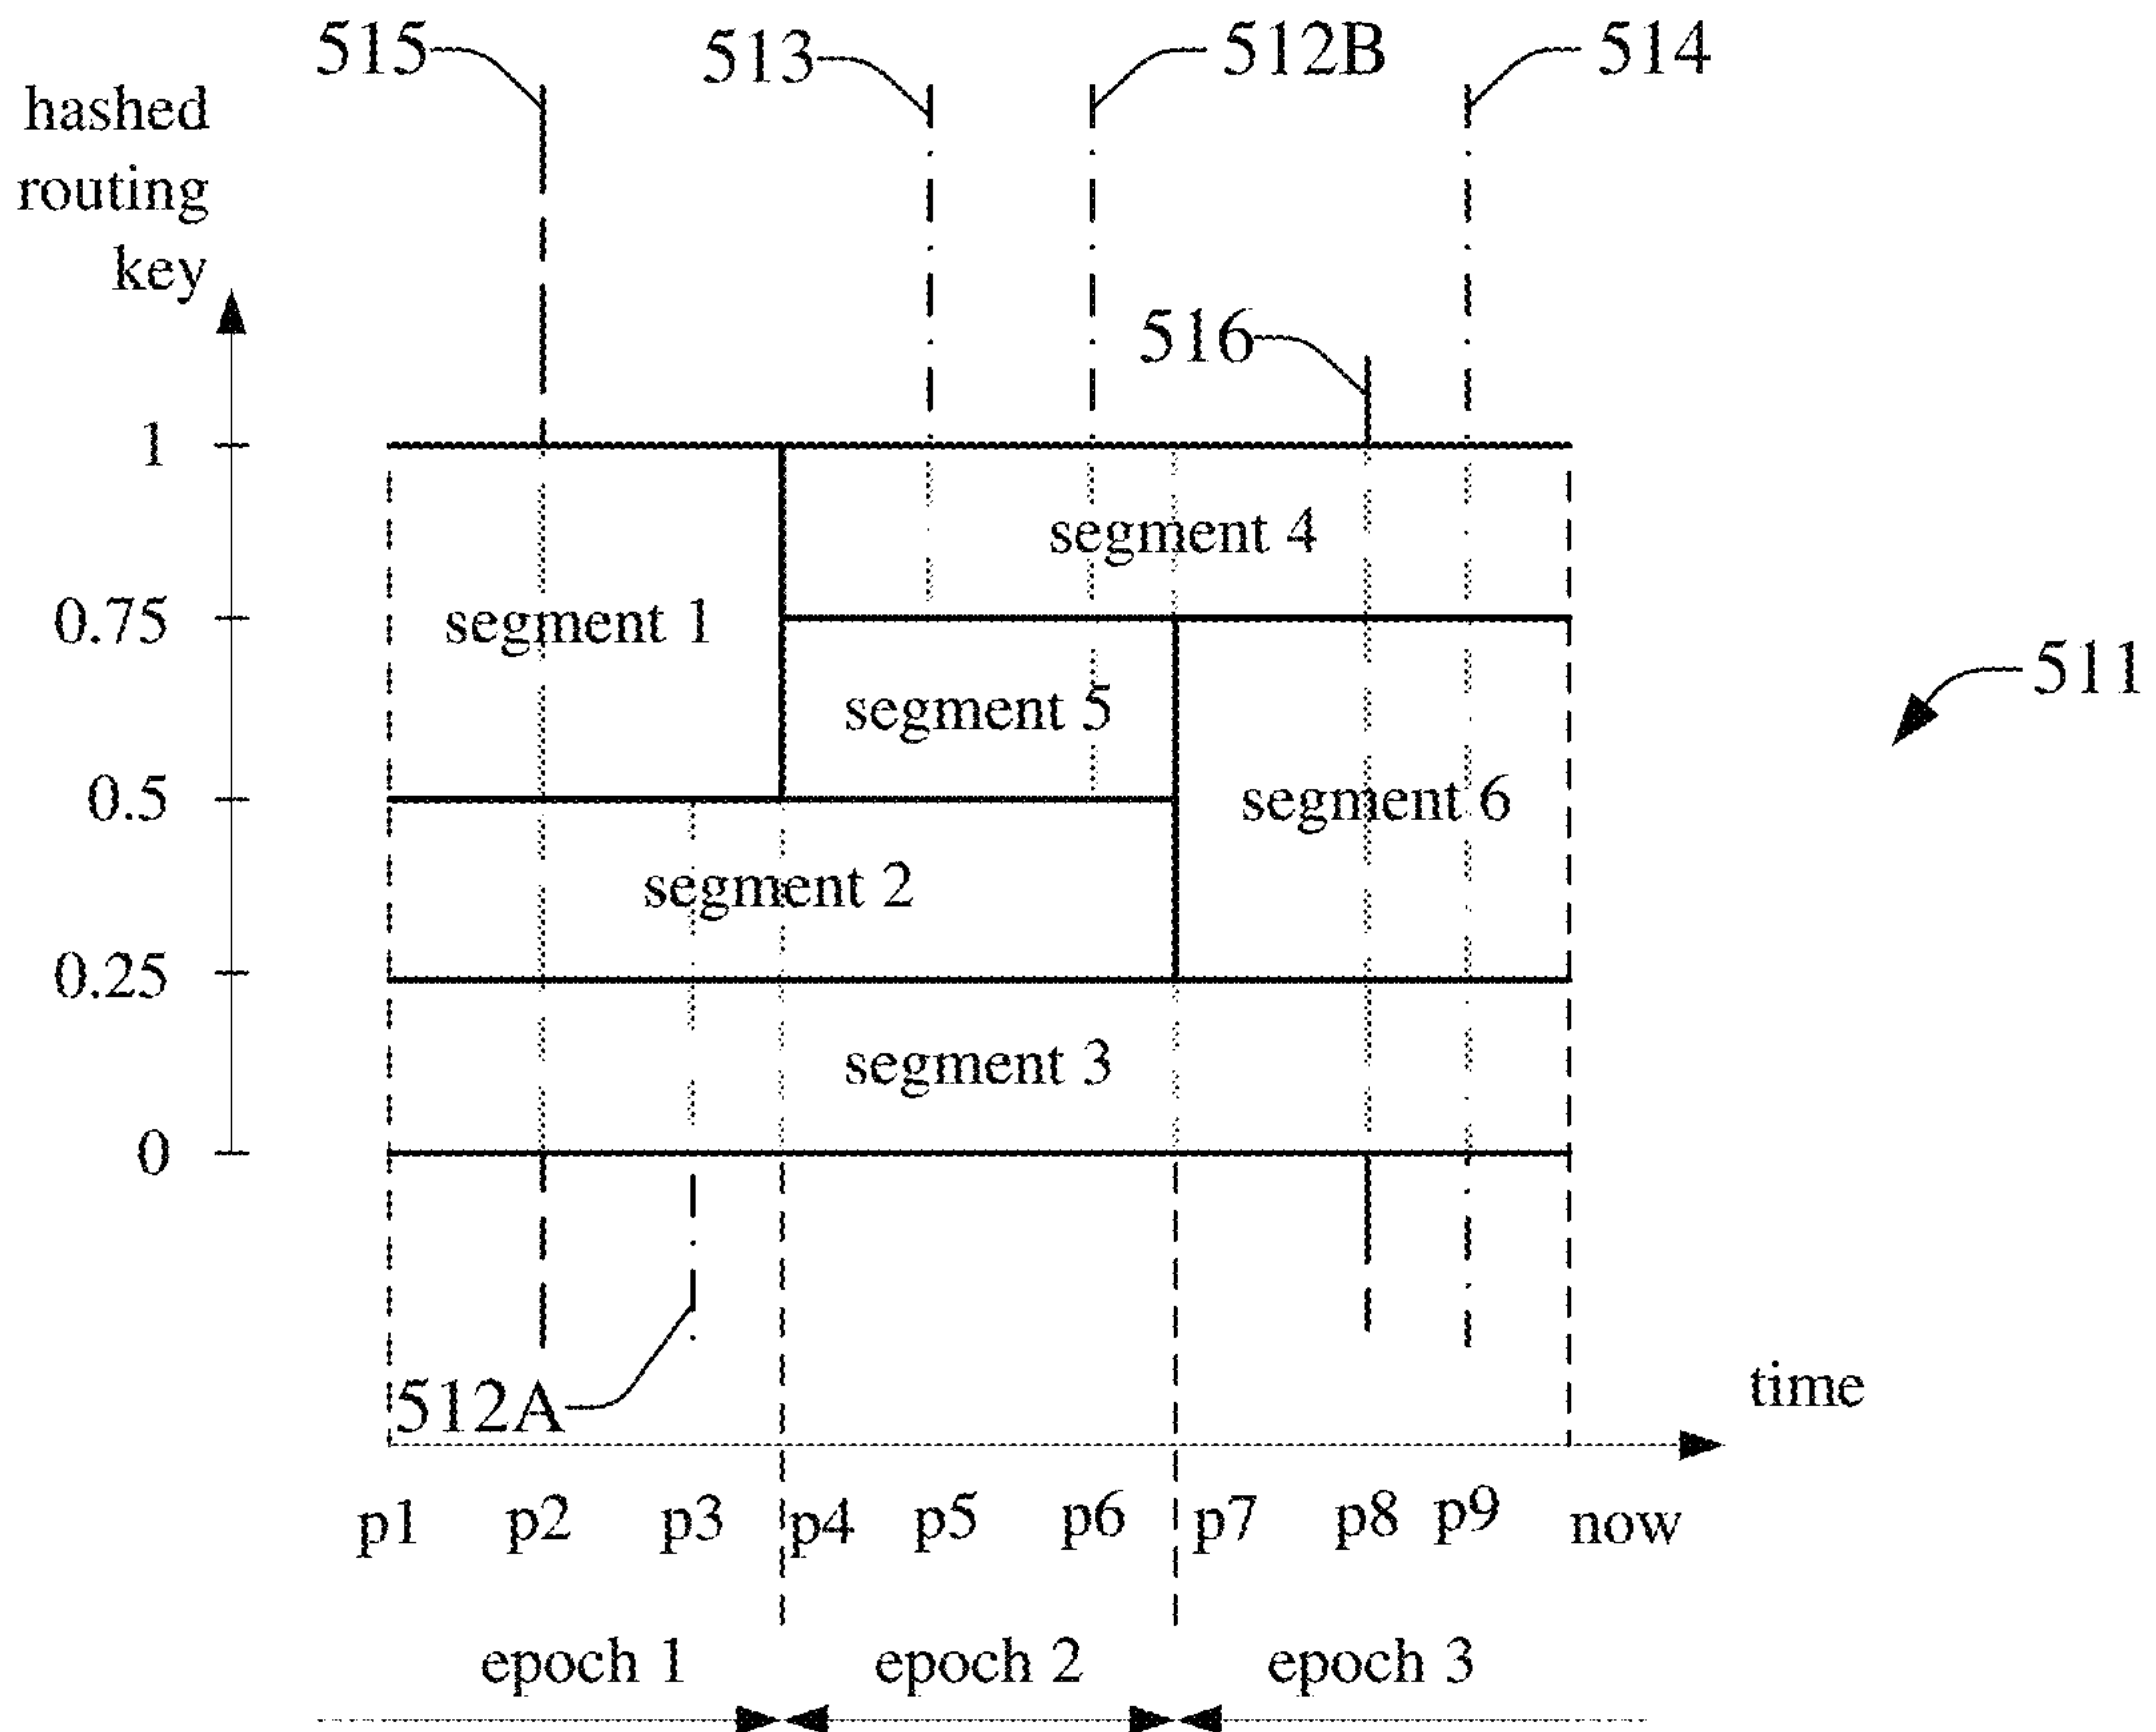 515
513
512B
514
hashed
routing
key
516
1
segment 4
0.75
segment 1
511
segment 5
0.5
segment 6
segment 2
0.25
segment 3
0
time
512A
p1
p2
p3
p4
p5
p6
p7
p8
p9
now
epoch 1
epoch 2
epoch 3